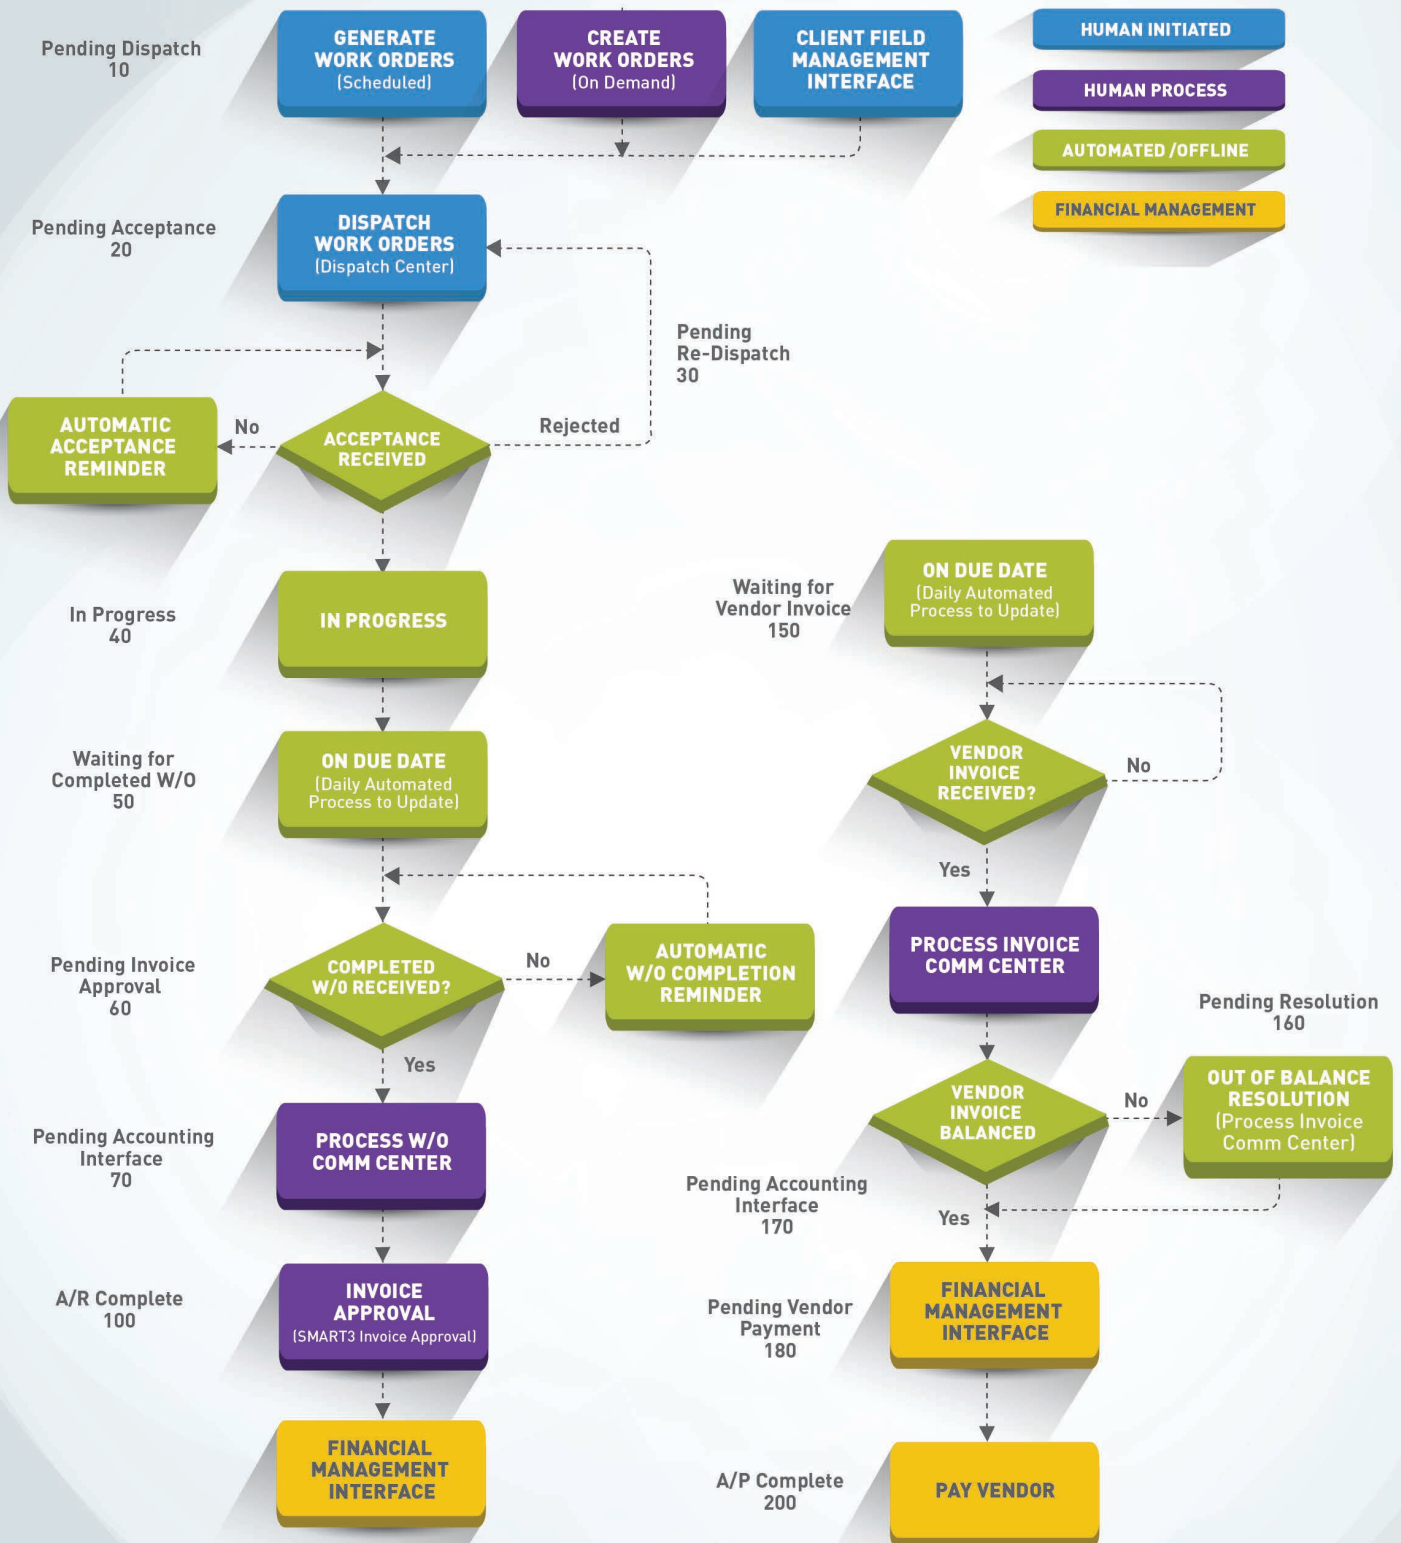 Pending Dispatch
10
GENERATE
WORK ORDERS
(Scheduled)
CREATE
WORK ORDERS
(On Demand)
CLIENT FIELD
MANAGEMENT
INTERFACE
HUMAN INITIATED
HUMAN PROCESS
AUTOMATED /OFFLINE
FINANCIAL MANAGEMENT
Pending Acceptance
20
DISPATCH
WORK ORDERS
(Dispatch Center)
Pending
Re-Dispatch
30
AUTOMATIC
ACCEPTANCE
REMINDER
No
ACCEPTANCE
RECEIVED
Rejected
In Progress
40
IN PROGRESS
Waiting for
Completed W/O
50
ON DUE DATE
(Daily Automated
Process to Update)
Pending Invoice
Approval
60
COMPLETED
W/O RECEIVED?
No
AUTOMATIC
W/O COMPLETION
REMINDER
Yes
Pending Accounting
Interface
70
PROCESS W/O
COMM CENTER
A/R Complete
100
INVOICE
APPROVAL
(SMART3 Invoice Approval)
FINANCIAL
MANAGEMENT
INTERFACE
Waiting for
Vendor Invoice
150
ON DUE DATE
(Daily Automated
Process to Update)
VENDOR
INVOICE
RECEIVED?
No
Yes
PROCESS INVOICE
COMM CENTER
Pending Resolution
160
VENDOR
INVOICE
BALANCED
No
OUT OF BALANCE
RESOLUTION
(Process Invoice
Comm Center)
Pending Accounting
Interface
170
Yes
Pending Vendor
Payment
180
FINANCIAL
MANAGEMENT
INTERFACE
A/P Complete
200
PAY VENDOR